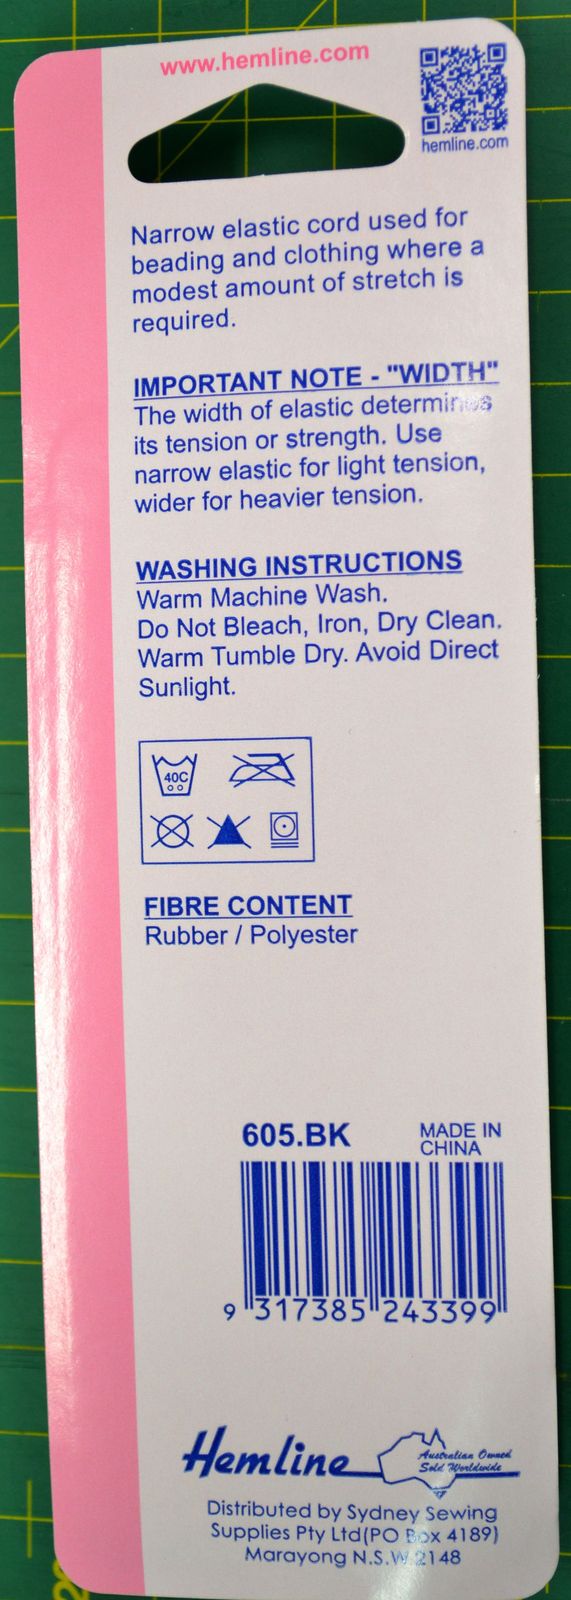 www.hemline.com
hemline.com
Narrow elastic cord used for
beading and clothing where a
modest amount of stretch is
required.
IMPORTANT NOTE - "WIDTH"
The width of elastic determines
its tension or strength. Use
narrow elastic for light tension,
wider for heavier tension.
WASHING INSTRUCTIONS
Warm Machine Wash.
Do Not Bleach, Iron, Dry Clean.
Warm Tumble Dry. Avoid Direct
Sunlight.
40C
FIBRE CONTENT
Rubber / Polyester
605.BK
MADE IN
CHINA
9 317385 243399
Hemline
Australian Owned
Sold Worldwide
Distributed by Sydney Sewing
Supplies Pty Ltd(PO Box 4189)
Marayong N.S.W 2148